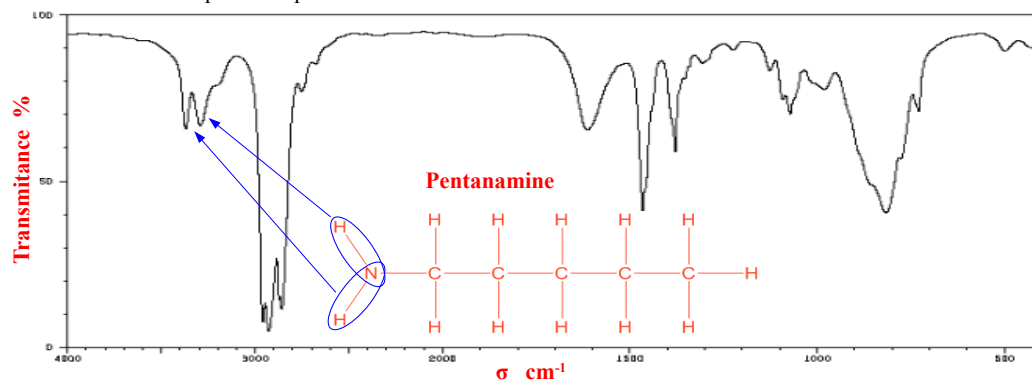 100
Transmitance %
50
0
Pentanamine
H H H H H
H
N C C C C C H
H
H H H H H
4000 3000 2000 1500 1000 500
σ cm-1